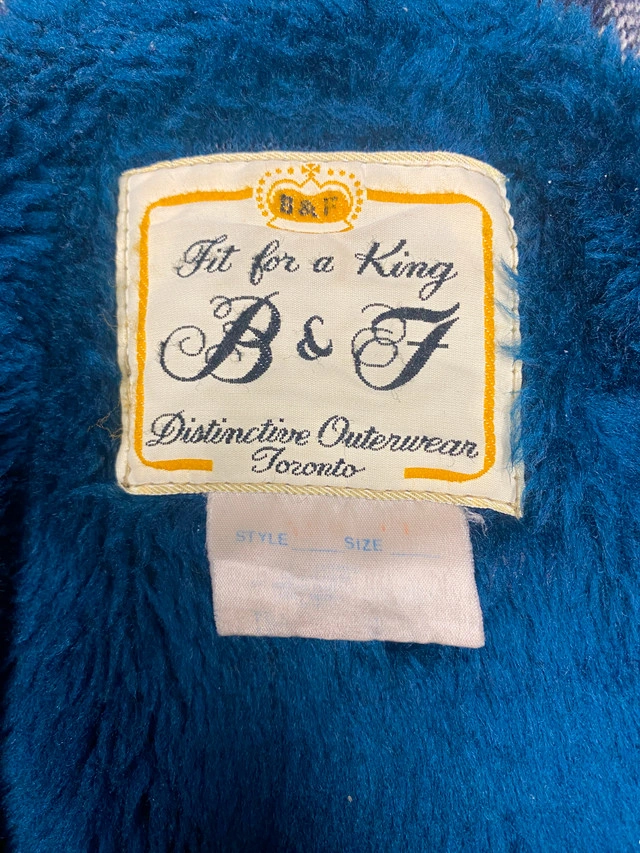 B & F
Fit for a King
B & F
Distinctive Outerwear
Toronto
STYLE SIZE